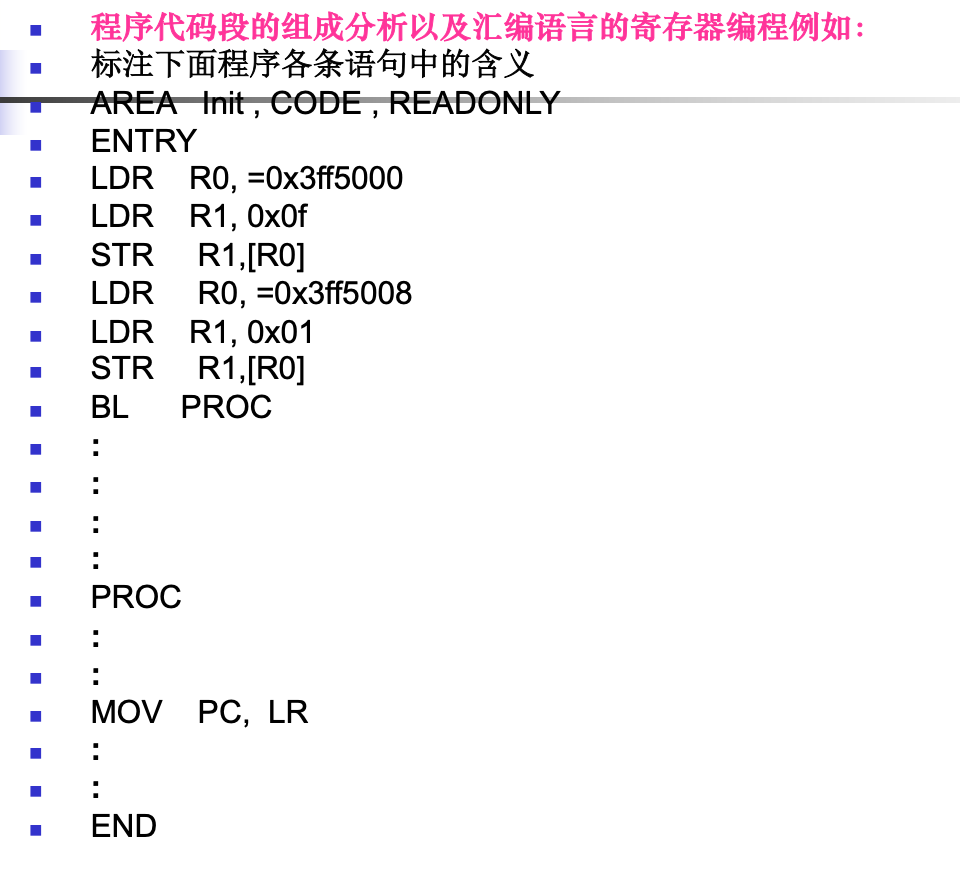 程序代码段的组成分析以及汇编语言的寄存器编程例如：
标注下面程序各条语句中的含义
AREA Init , CODE , READONLY
ENTRY
LDR R0, =0x3ff5000
LDR R1, 0x0f
STR R1,[R0]
LDR R0, =0x3ff5008
LDR R1, 0x01
STR R1,[R0]
BL PROC
:
:
:
:
PROC
:
:
MOV PC, LR
:
:
END